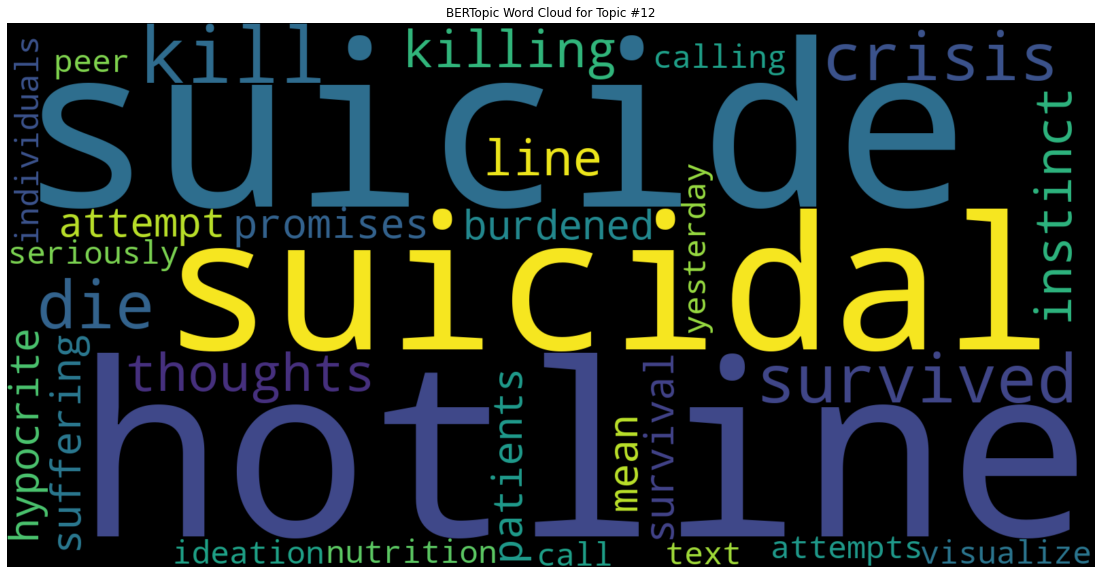 BERTopic Word Cloud for Topic #12
individuals
peer
kill
killing
calling
crisis
suicide
line
instinct
attempt
promises
burdened
yesterday
seriously
suicidal
die
hypocrite
suffering
thoughts
patients
mean
survival
survived
hotline
ideation
nutrition
call
text
attempts
visualize